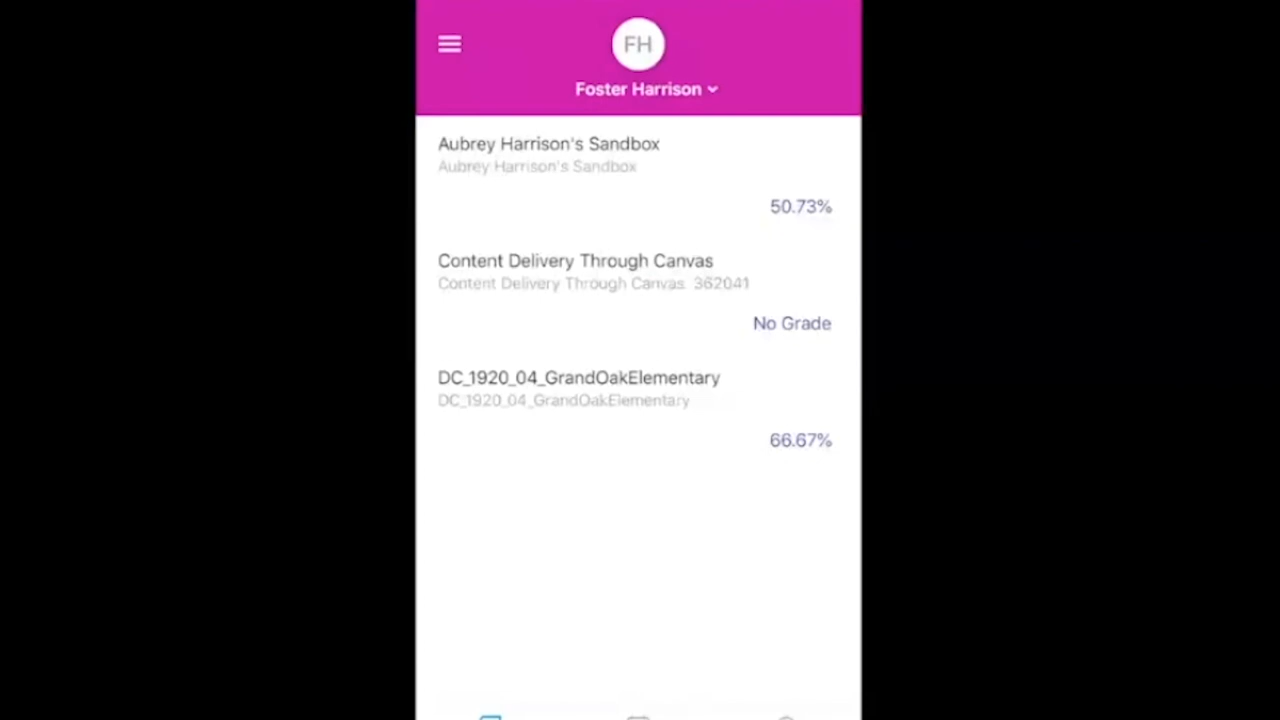 FH
Foster Harrison
Aubrey Harrison's Sandbox
Aubrey Harrison's Sandbox
50.73%
Content Delivery Through Canvas
Content Delivery Through Canvas. 362041
No Grade
DC_1920_04_GrandOakElementary
DC_1920_04_GrandOakElementary
66.67%